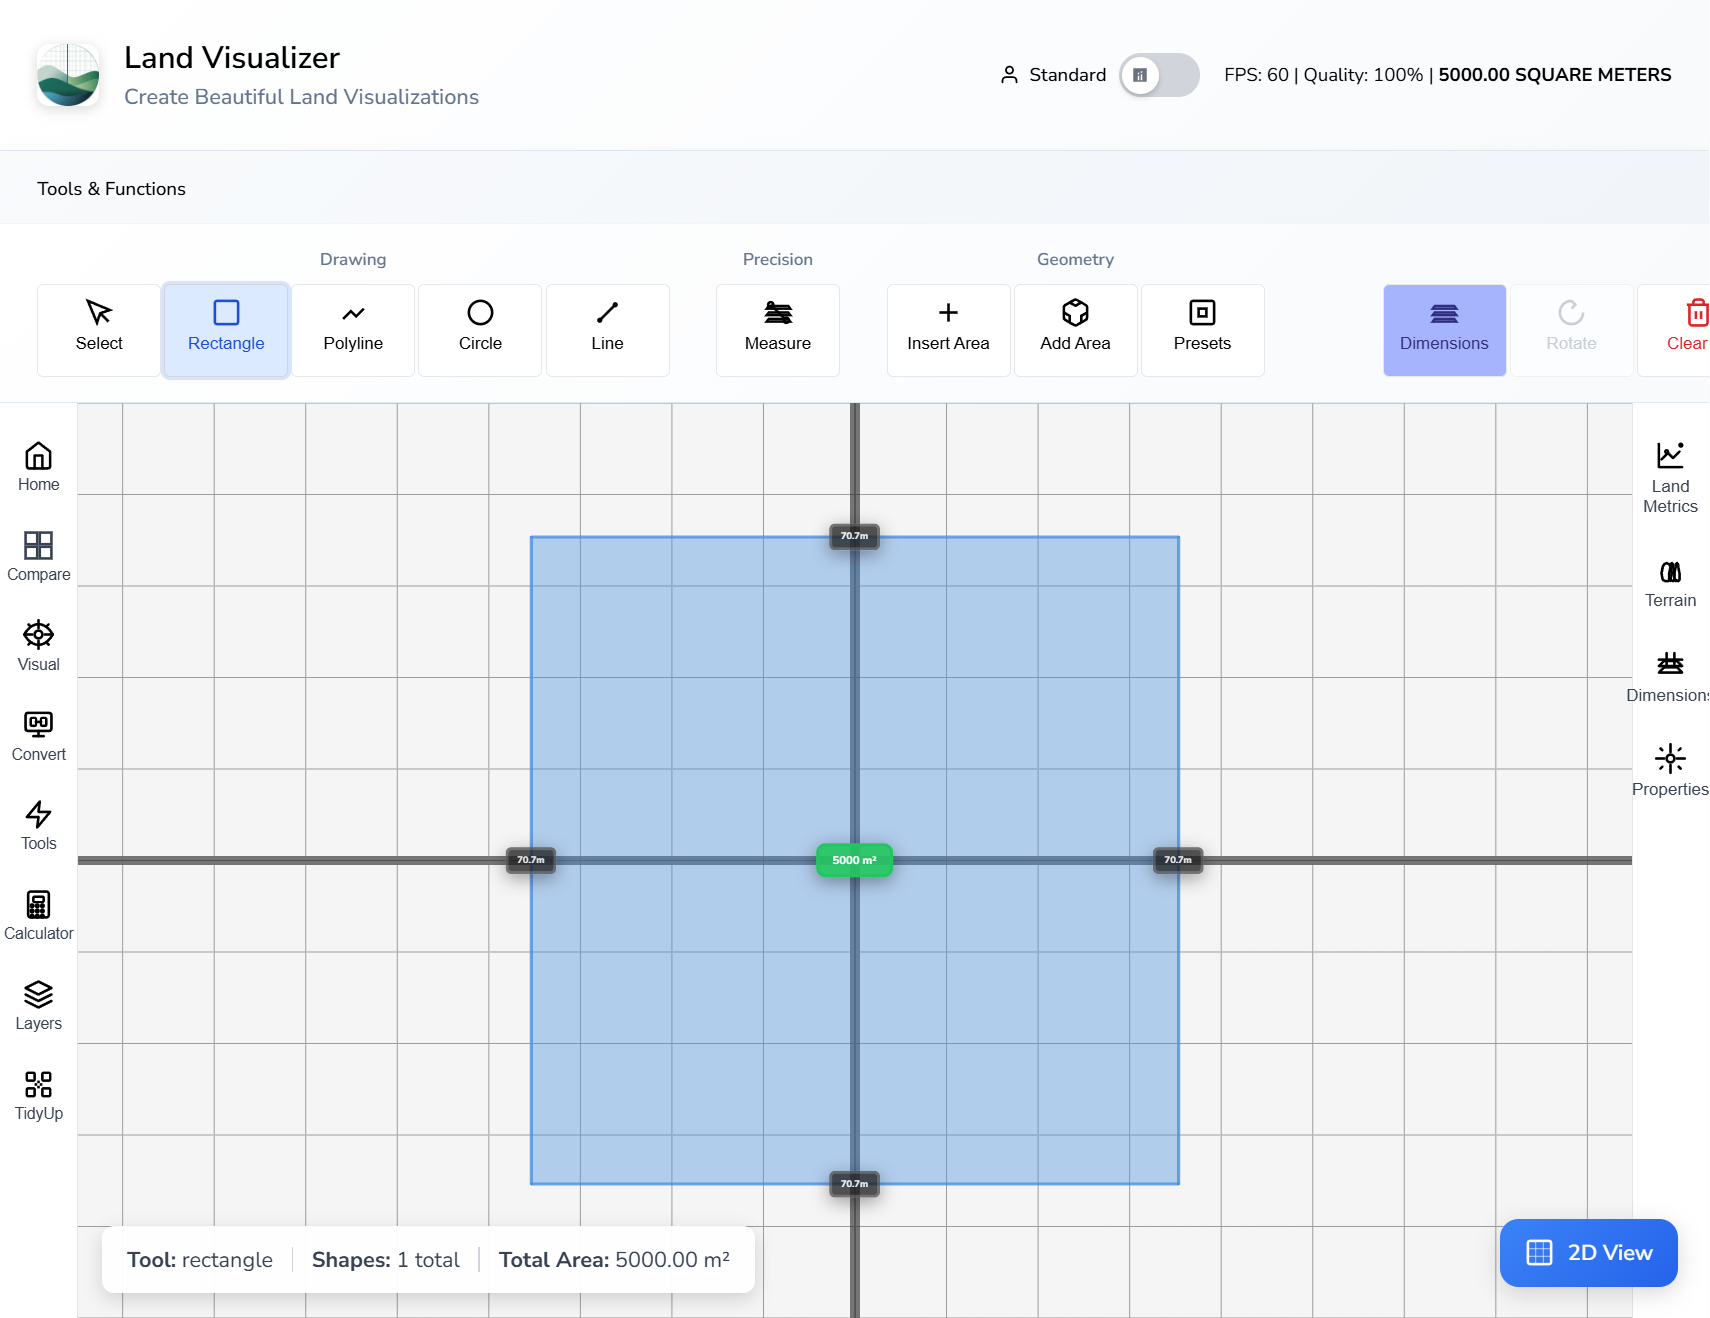 Land Visualizer
Create Beautiful Land Visualizations
Standard
FPS: 60 | Quality: 100% | 5000.00 SQUARE METERS
Tools & Functions
Drawing
Precision
Geometry
Select
Rectangle
Polyline
Circle
Line
Measure
Insert Area
Add Area
Presets
Dimensions
Rotate
Clear
Home
Compare
Visual
Convert
Tools
Calculator
Layers
TidyUp
70.7m
70.7m
5000 m²
70.7m
70.7m
Land
Metrics
Terrain
Dimensions
Properties
Tool: rectangle
Shapes: 1 total
Total Area: 5000.00 m²
2D View